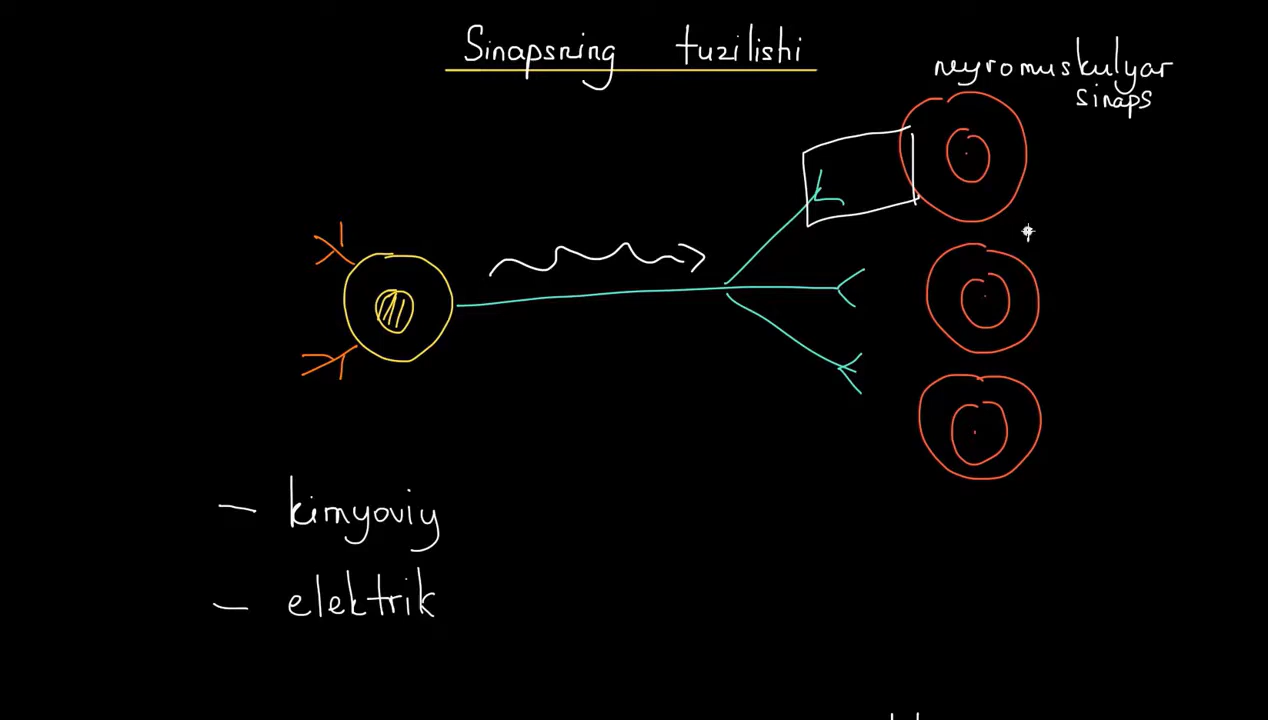 Sinapsning tuzilishi
neyromuskulyar
sinaps
- kimyoviy
- elektrik